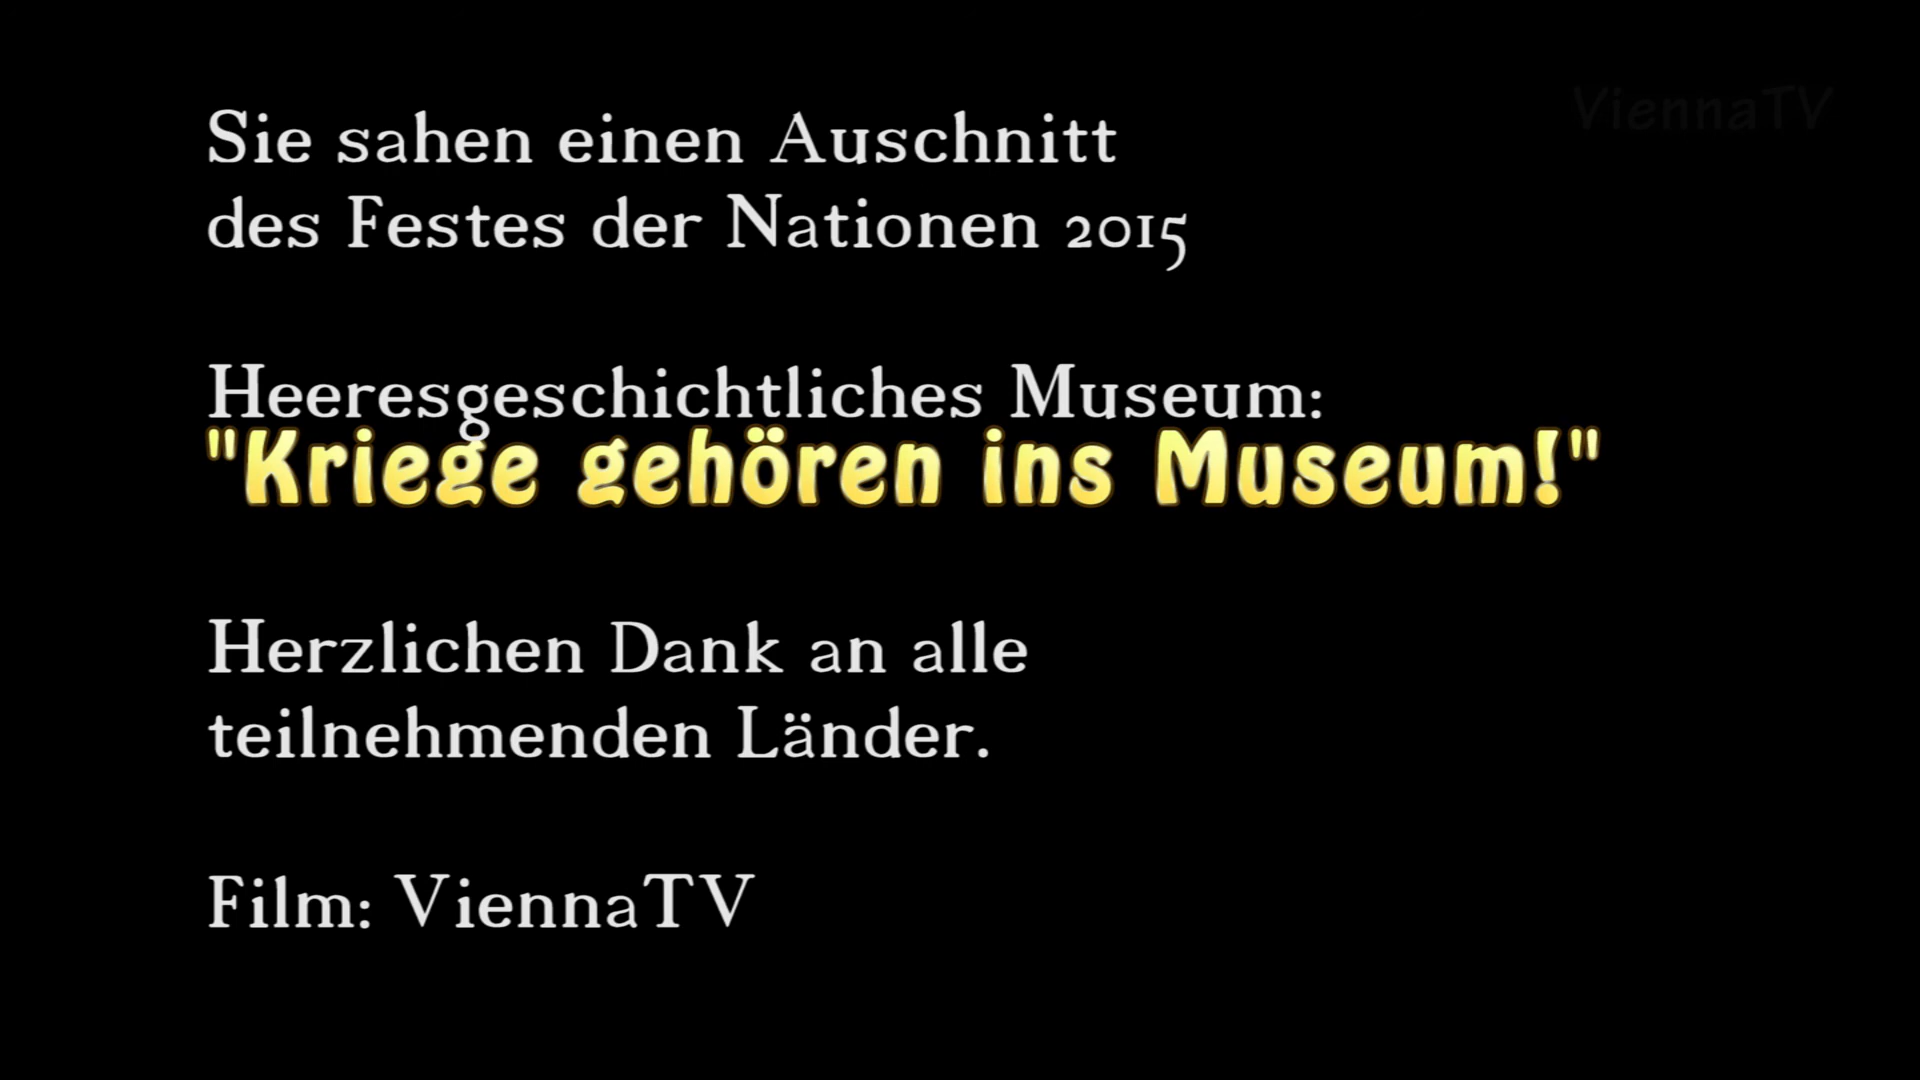 ViennaTV
Sie sahen einen Auschnitt
des Festes der Nationen 2015
Heeresgeschichtliches Museum:
"Kriege gehören ins Museum!"
Herzlichen Dank an alle
teilnehmenden Länder.
Film: ViennaTV